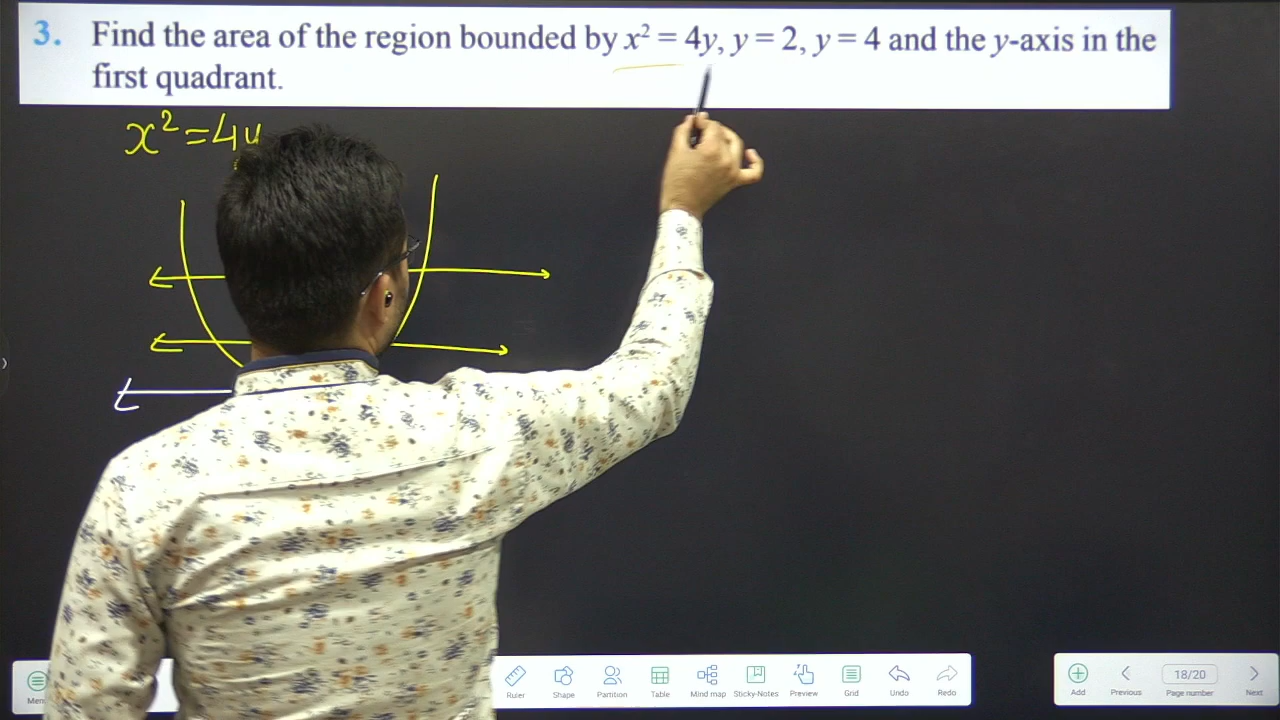 3. Find the area of the region bounded by x² = 4y, y = 2, y = 4 and the y-axis in the
first quadrant.
x² = 4y
Ruler Shape Partition Table Mind map Sticky-Notes Preview Grid Undo Redo Add Previous 18/20 Page number Next